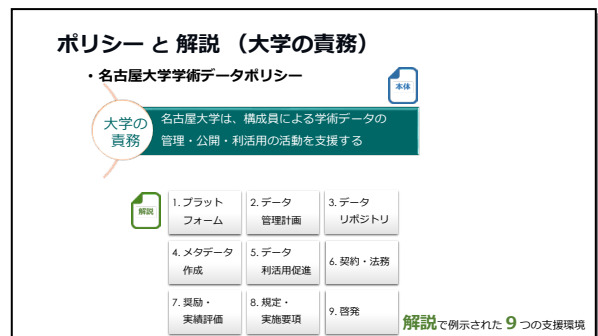 ポリシー と 解説 （大学の責務）
・名古屋大学学術データポリシー
本体
大学の
責務
名古屋大学は、構成員による学術データの
管理・公開・利活用の活動を支援する
解説
1. プラット
フォーム
2. データ
管理計画
3. データ
リポジトリ
4. メタデータ
作成
5. データ
利活用促進
6. 契約・法務
7. 奨励・
実績評価
8. 規定・
実施要項
9. 啓発
解説で例示された 9 つの支援環境